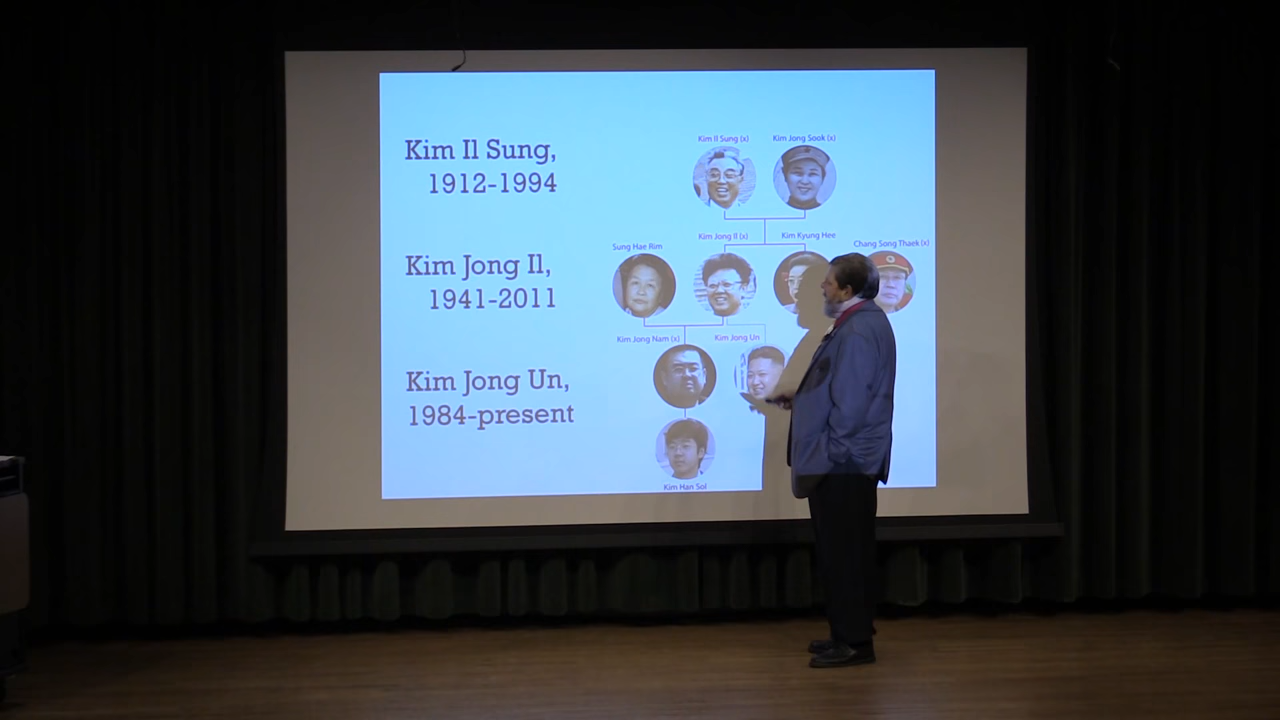 Kim Il Sung,
1912-1994
Kim Jong Il,
1941-2011
Kim Jong Un,
1984-present
Kim Il Sung (x)
Kim Jong Sook (x)
Sung Hae Rim
Kim Jong Il (x)
Kim Kyung Hee
Chang Song Thaek (x)
Kim Jong Nam (x)
Kim Jong Un
Kim Han Sol